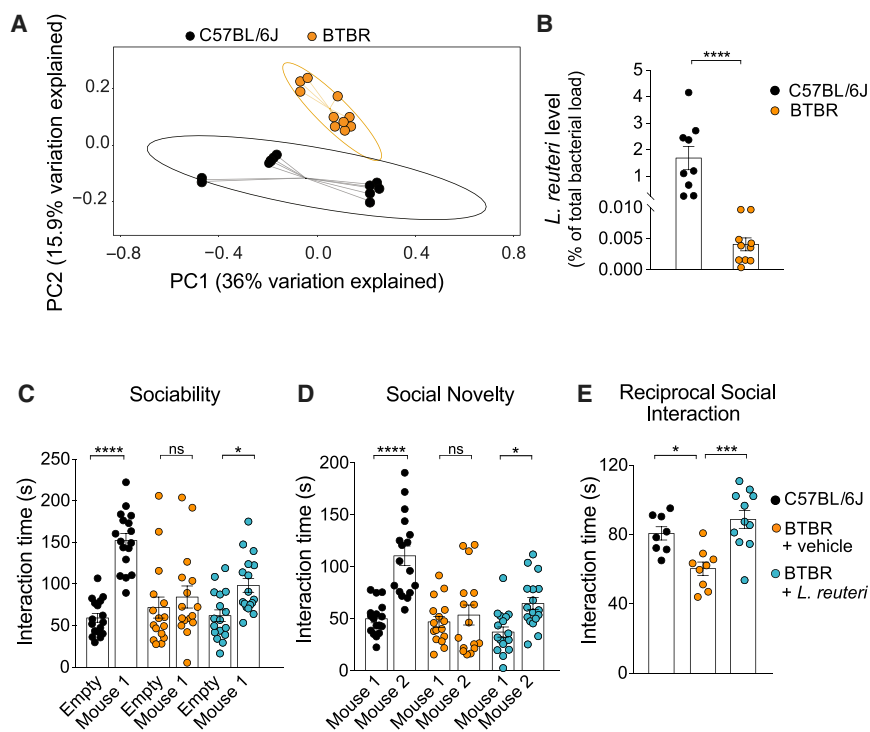 A
C57BL/6J
BTBR
PC2 (15.9% variation explained)
0.2
0.0
−0.2
−0.8
−0.4
0.0
0.4
0.8
PC1 (36% variation explained)
B
****
C57BL/6J
BTBR
L. reuteri level
(% of total bacterial load)
5
4
3
2
1
0.010
0.005
0.000
C
Sociability
Interaction time (s)
250
200
150
100
50
0
****
ns
*
Empty
Mouse 1
Empty
Mouse 1
Empty
Mouse 1
D
Social Novelty
Interaction time (s)
200
150
100
50
0
****
ns
*
Mouse 1
Mouse 2
Mouse 1
Mouse 2
Mouse 1
Mouse 2
E
Reciprocal Social
Interaction
Interaction time (s)
120
80
40
0
*
***
C57BL/6J
BTBR
+ vehicle
BTBR
+ L. reuteri